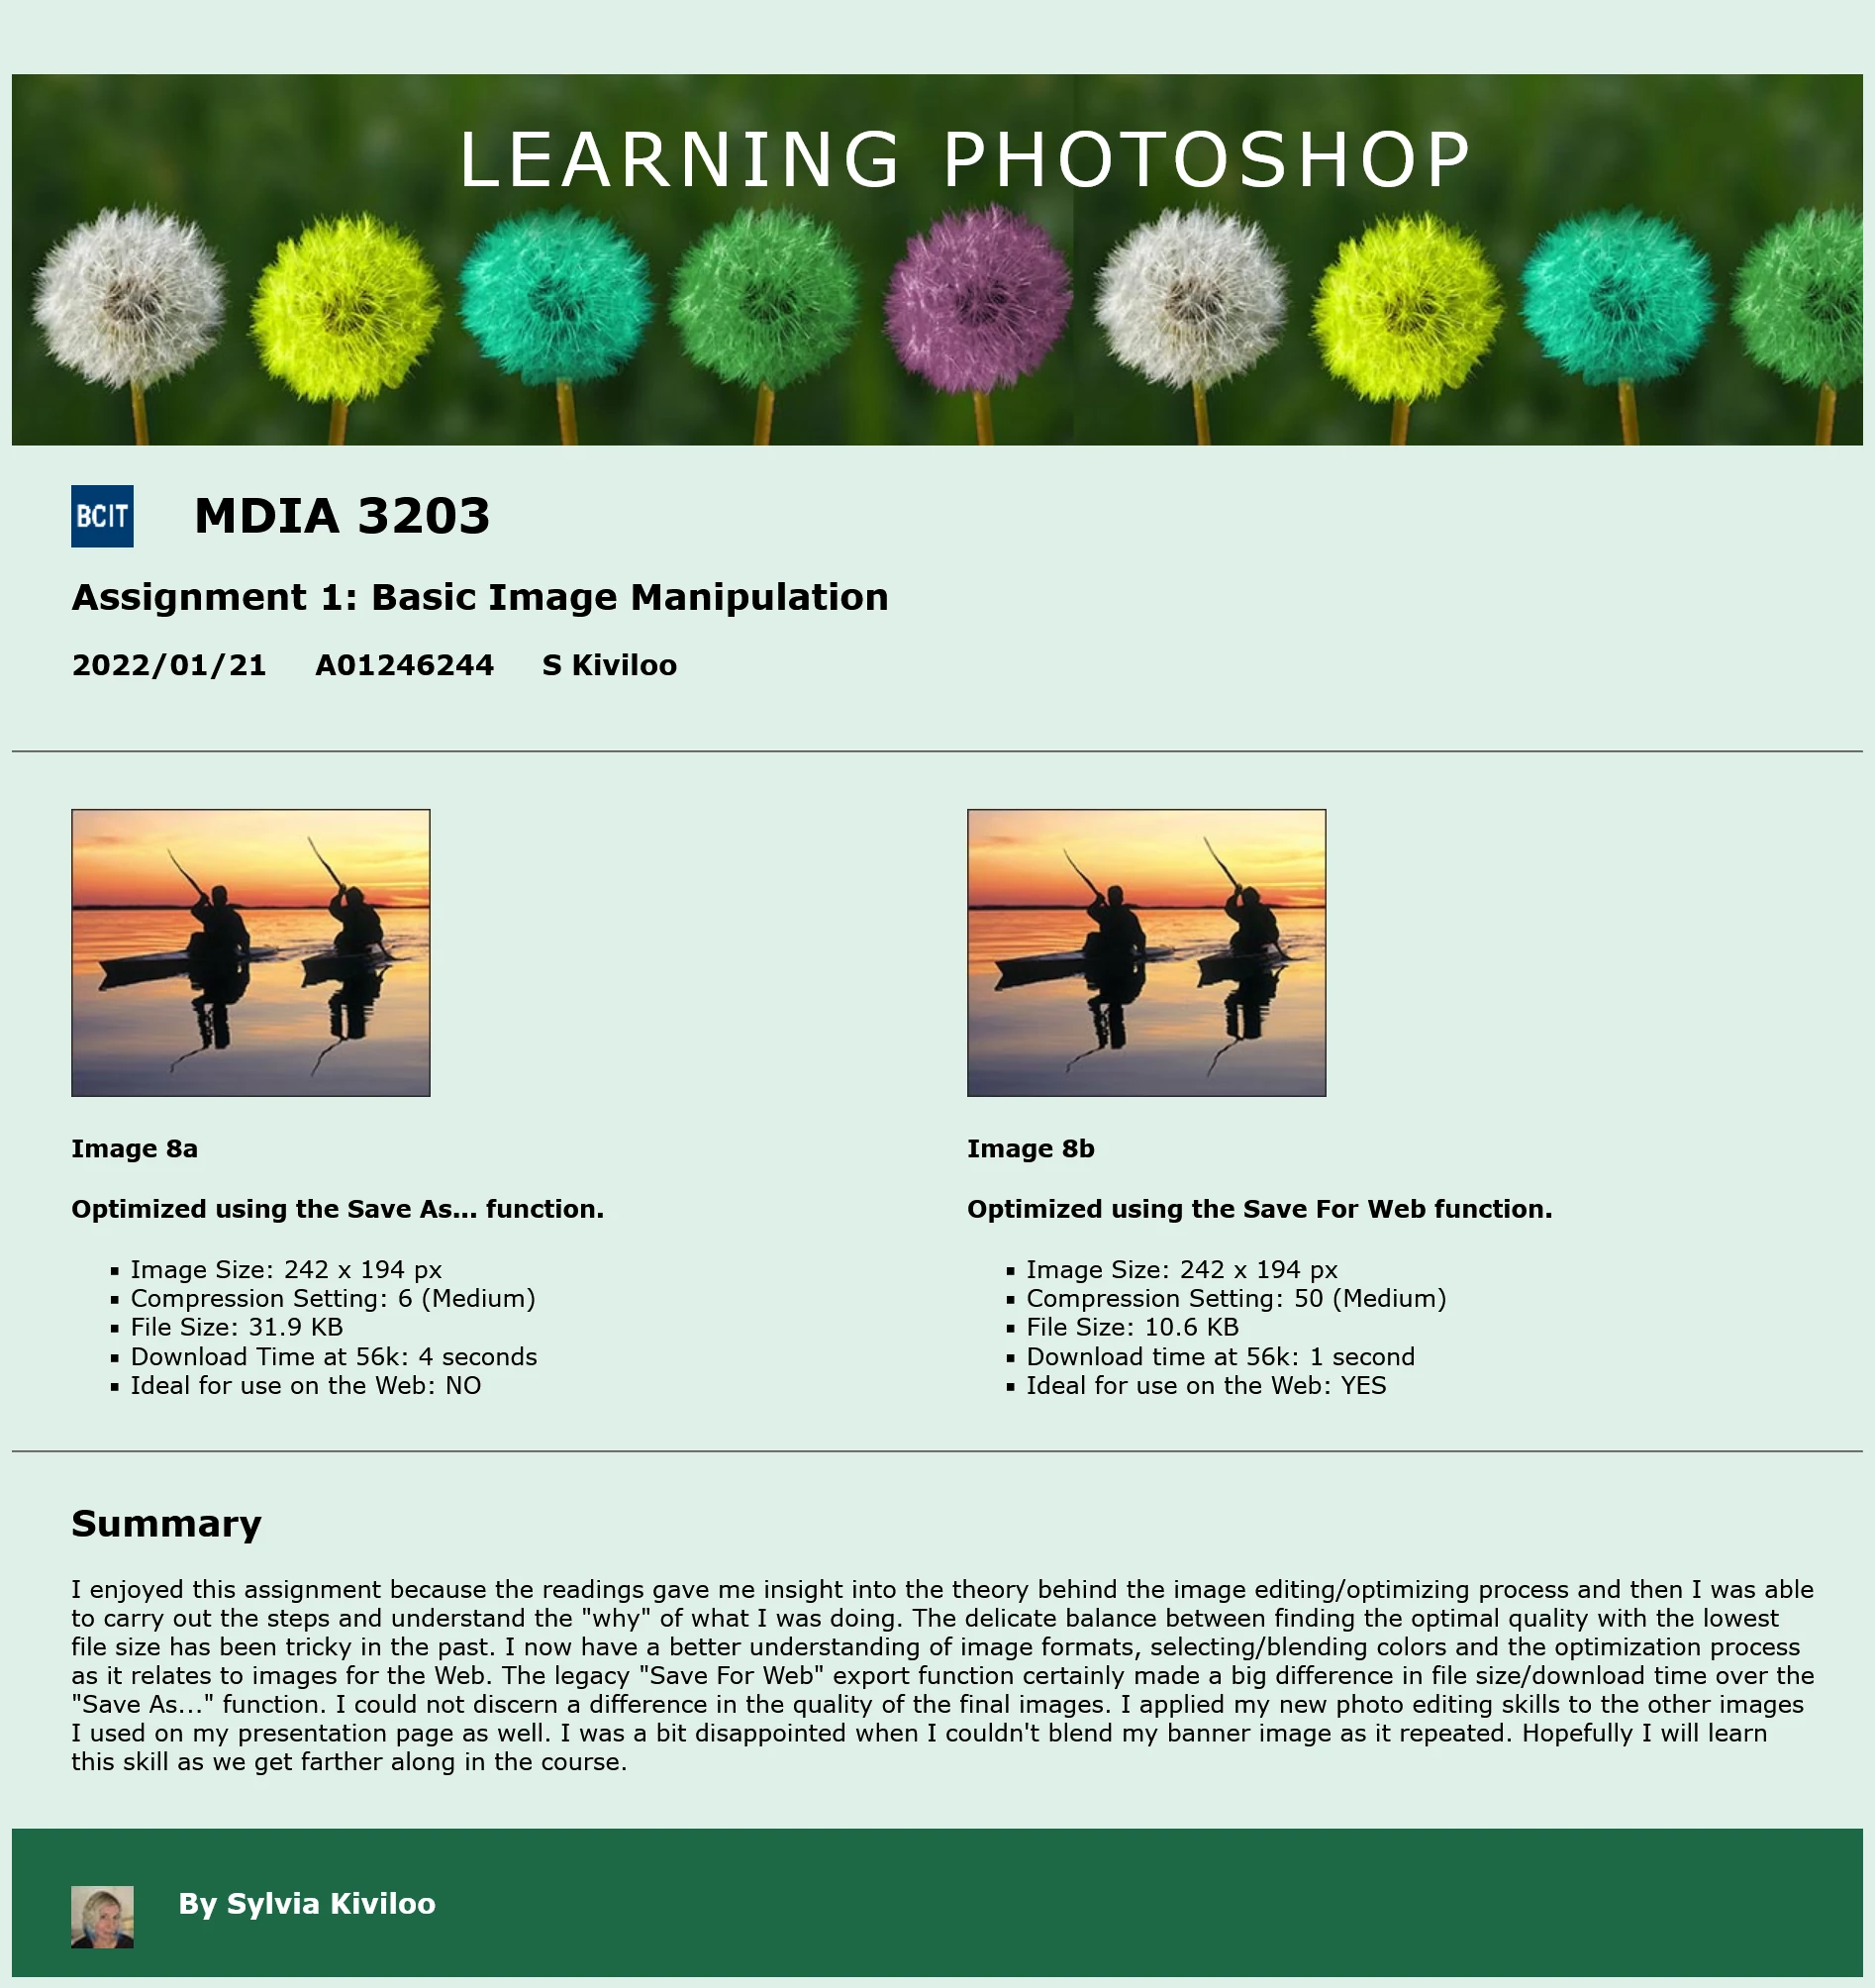 LEARNING PHOTOSHOP
BCIT MDIA 3203
Assignment 1: Basic Image Manipulation
2022/01/21 A01246244 S Kiviloo
Image 8a
Optimized using the Save As... function.
Image Size: 242 x 194 px
Compression Setting: 6 (Medium)
File Size: 31.9 KB
Download Time at 56k: 4 seconds
Ideal for use on the Web: NO
Image 8b
Optimized using the Save For Web function.
Image Size: 242 x 194 px
Compression Setting: 50 (Medium)
File Size: 10.6 KB
Download time at 56k: 1 second
Ideal for use on the Web: YES
Summary
I enjoyed this assignment because the readings gave me insight into the theory behind the image editing/optimizing process and then I was able
to carry out the steps and understand the "why" of what I was doing. The delicate balance between finding the optimal quality with the lowest
file size has been tricky in the past. I now have a better understanding of image formats, selecting/blending colors and the optimization process
as it relates to images for the Web. The legacy "Save For Web" export function certainly made a big difference in file size/download time over the
"Save As..." function. I could not discern a difference in the quality of the final images. I applied my new photo editing skills to the other images
I used on my presentation page as well. I was a bit disappointed when I couldn't blend my banner image as it repeated. Hopefully I will learn
this skill as we get farther along in the course.
By Sylvia Kiviloo